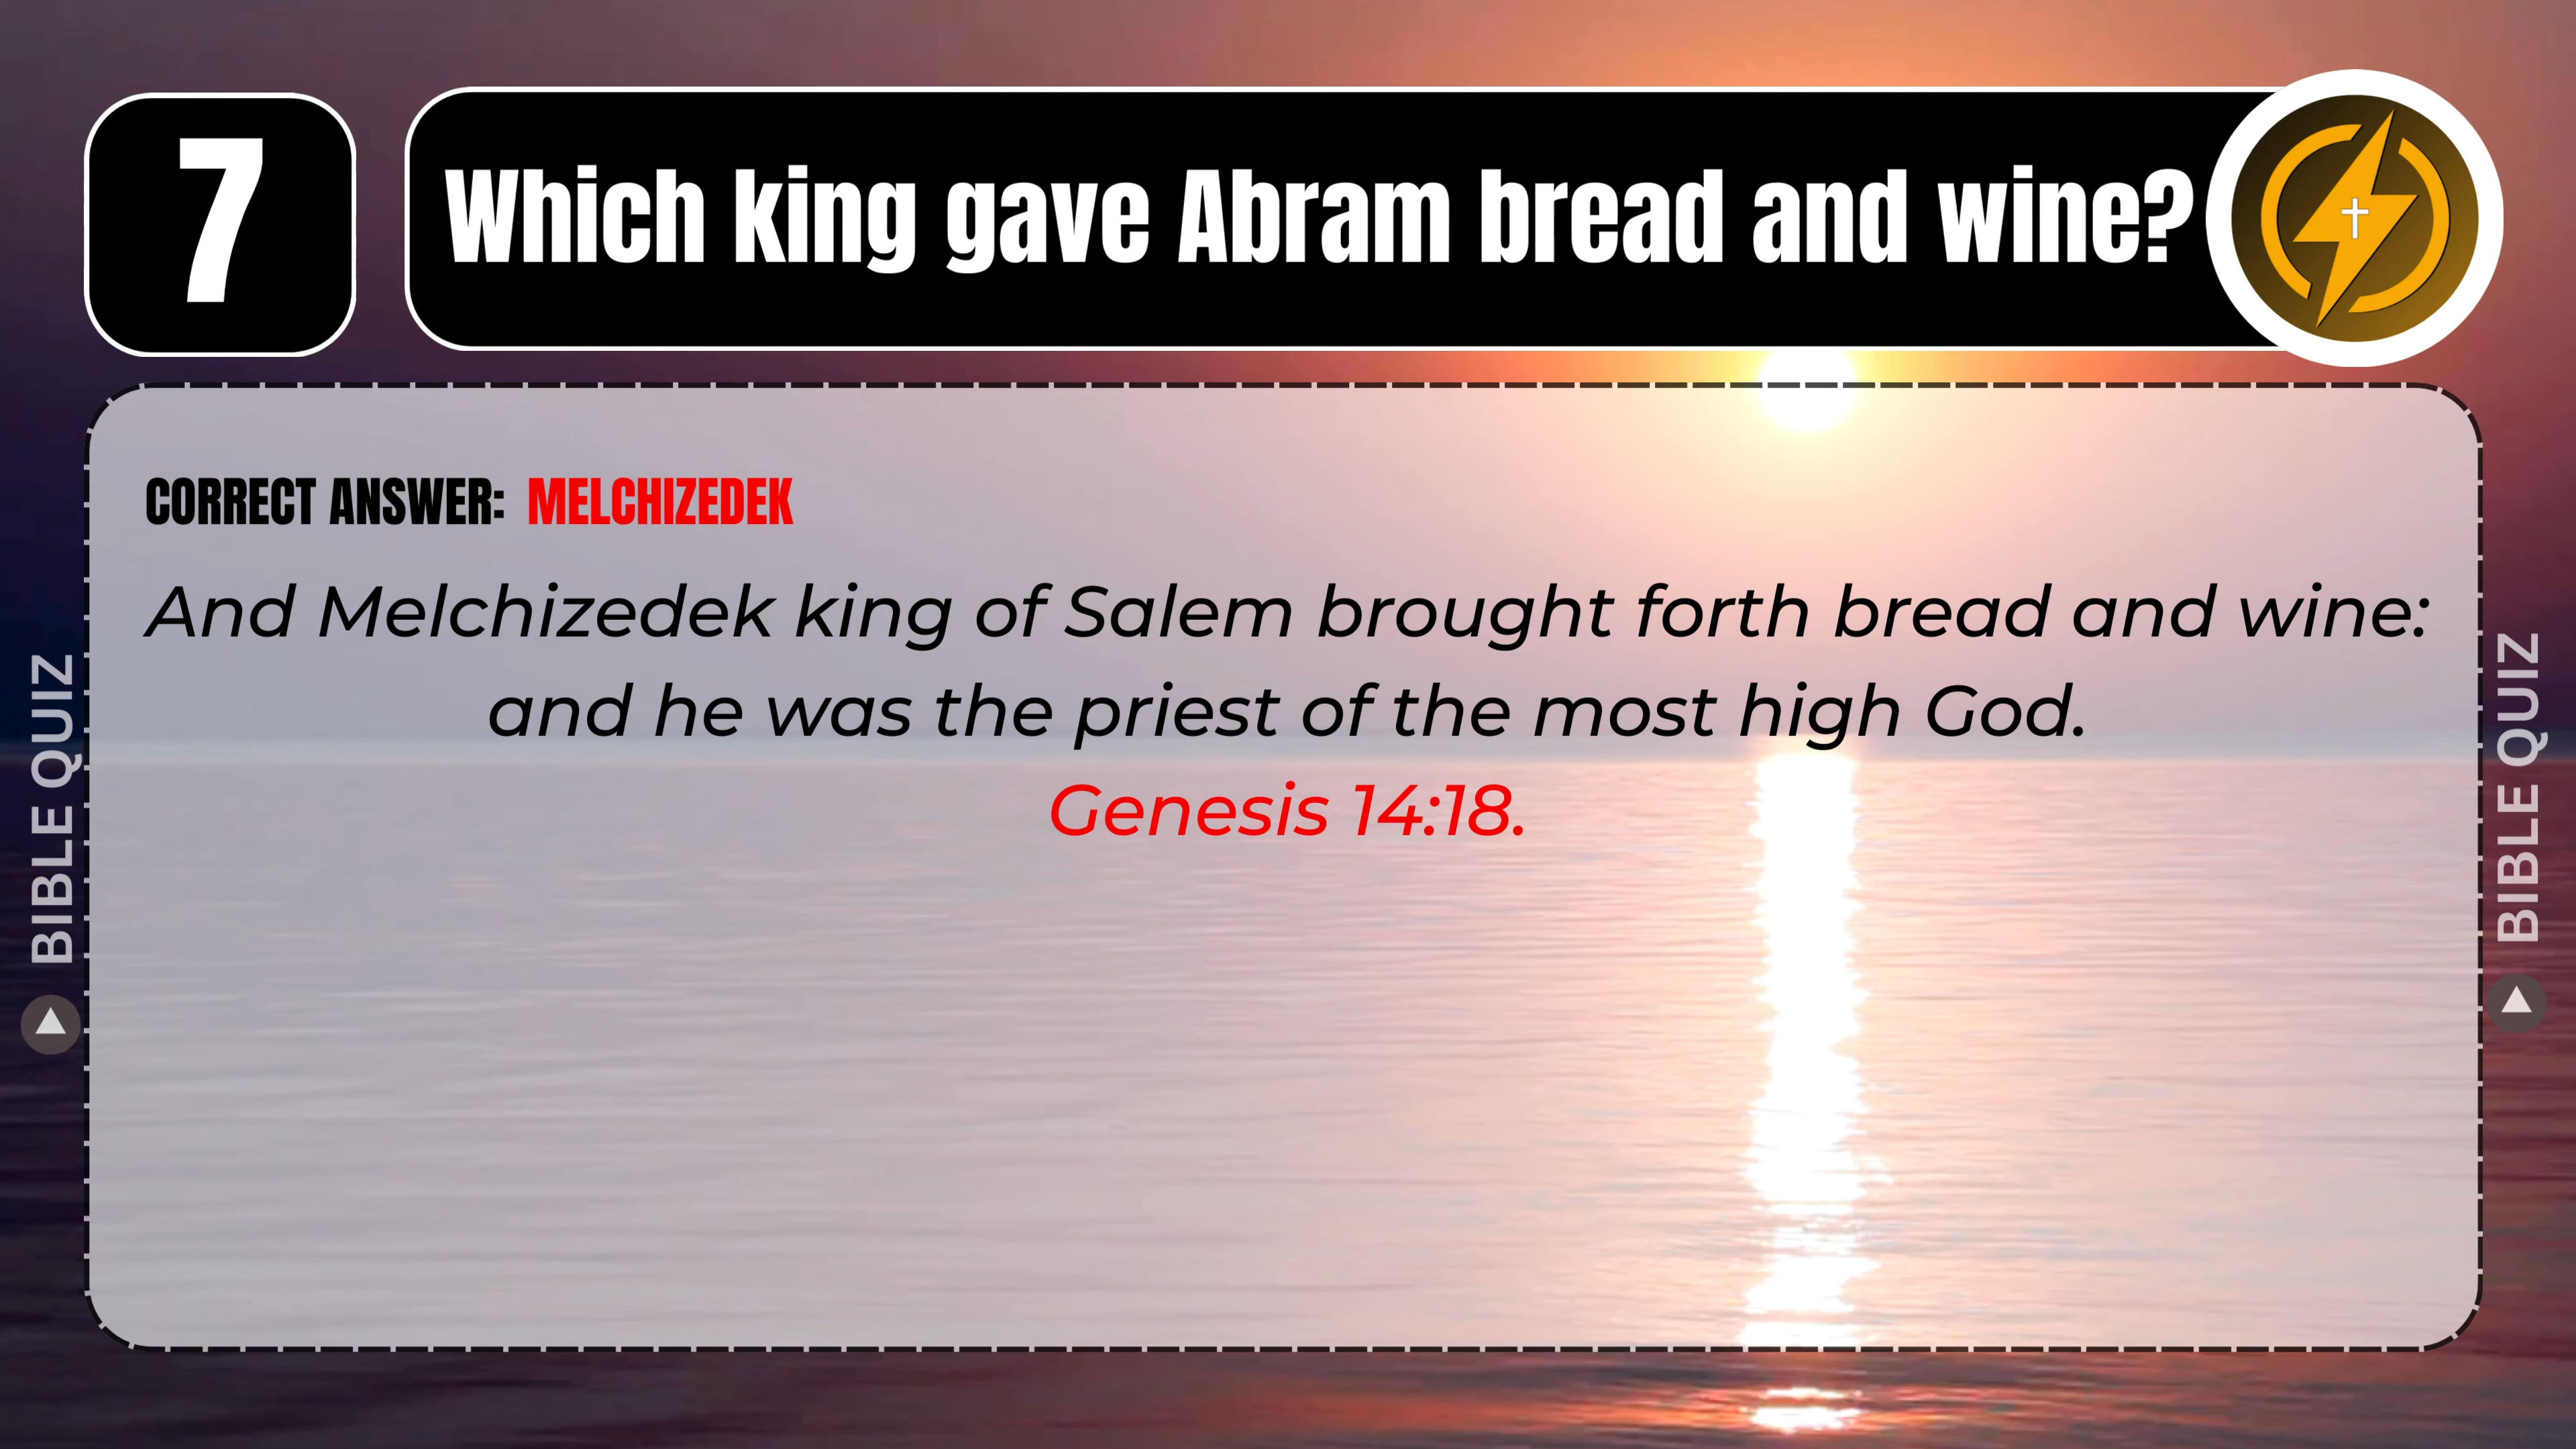 7
Which king gave Abram bread and wine?
CORRECT ANSWER: MELCHIZEDEK
And Melchizedek king of Salem brought forth bread and wine:
and he was the priest of the most high God.
Genesis 14:18.
BIBLE QUIZ
BIBLE QUIZ